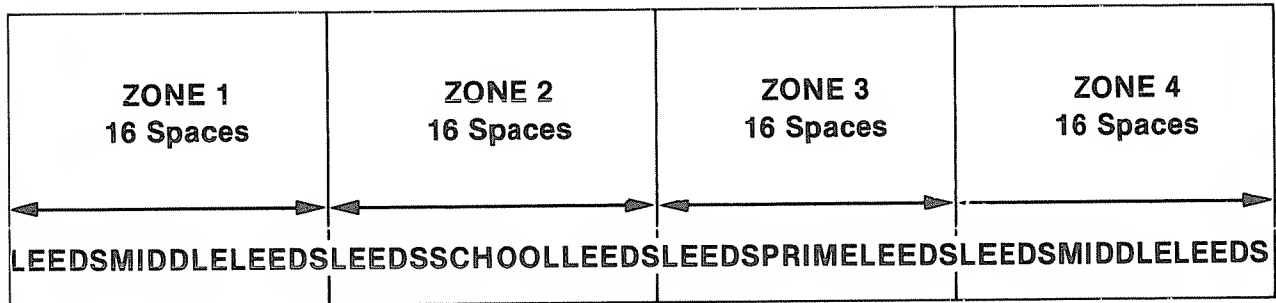 ZONE 1
16 Spaces
ZONE 2
16 Spaces
ZONE 3
16 Spaces
ZONE 4
16 Spaces
LEEDSMIDDLELEEDSLEEDSSCHOOLLEEDSLEEDSPRIMELEEDSLEEDSMIDDLELEEDS